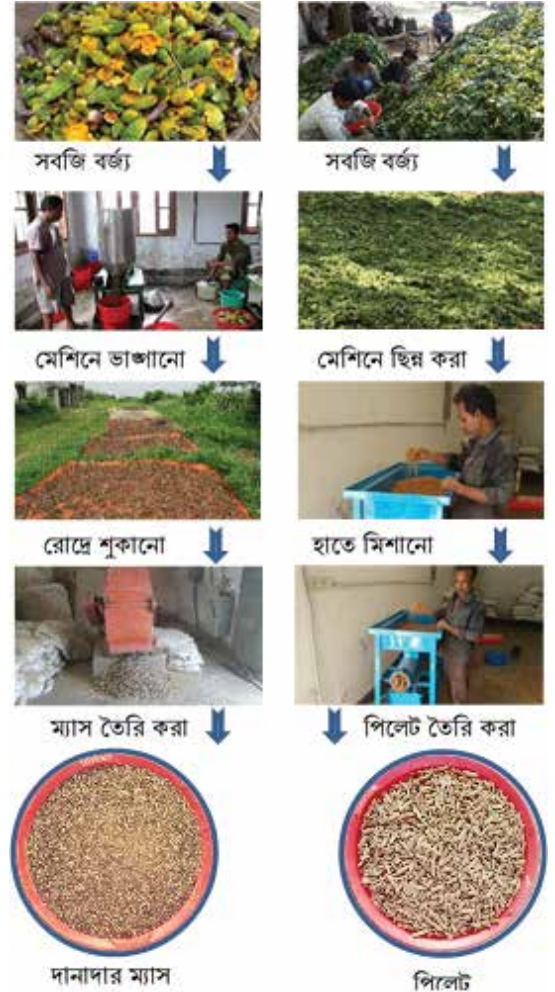 সবজি বর্জ্য
সবজি বর্জ্য
মেশিনে ভাঙ্গানো
মেশিনে ছিন্ন করা
রোদ্রে শুকানো
হাতে মিশানো
ম্যাস তৈরি করা
পিলেট তৈরি করা
দানাদার ম্যাস
পিলেট